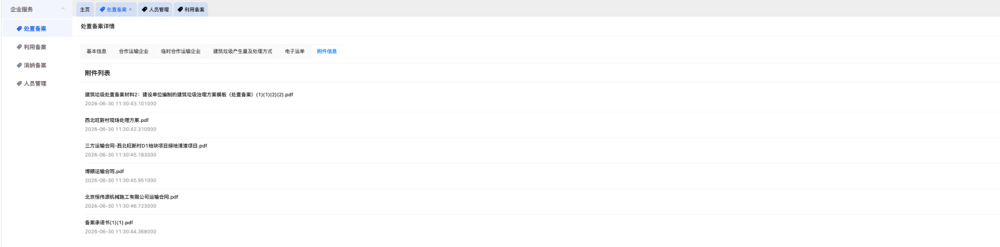 企业服务
主页 处置备案 × 人员管理 利用备案
处置备案
利用备案
消纳备案
人员管理
处置备案详情
基本信息 合作运输企业 临时合作运输企业 建筑垃圾产生量及处理方式 电子运单 附件信息
附件列表
建筑垃圾处置备案材料2：建设单位编制的建筑垃圾治理方案模板（处置备案）(1)(1)(2)(2).pdf
2026-06-30 11:30:43.101000
西北旺新村现场处理方案.pdf
2026-06-30 11:30:42.310000
三方运输合同-西北旺新村D1地块项目绿地清渣项目.pdf
2026-06-30 11:30:45.183000
博顺运输合同.pdf
2026-06-30 11:30:45.951000
北京恒伟源机械施工有限公司运输合同.pdf
2026-06-30 11:30:46.723000
备案承诺书(1)(1).pdf
2026-06-30 11:30:44.368000